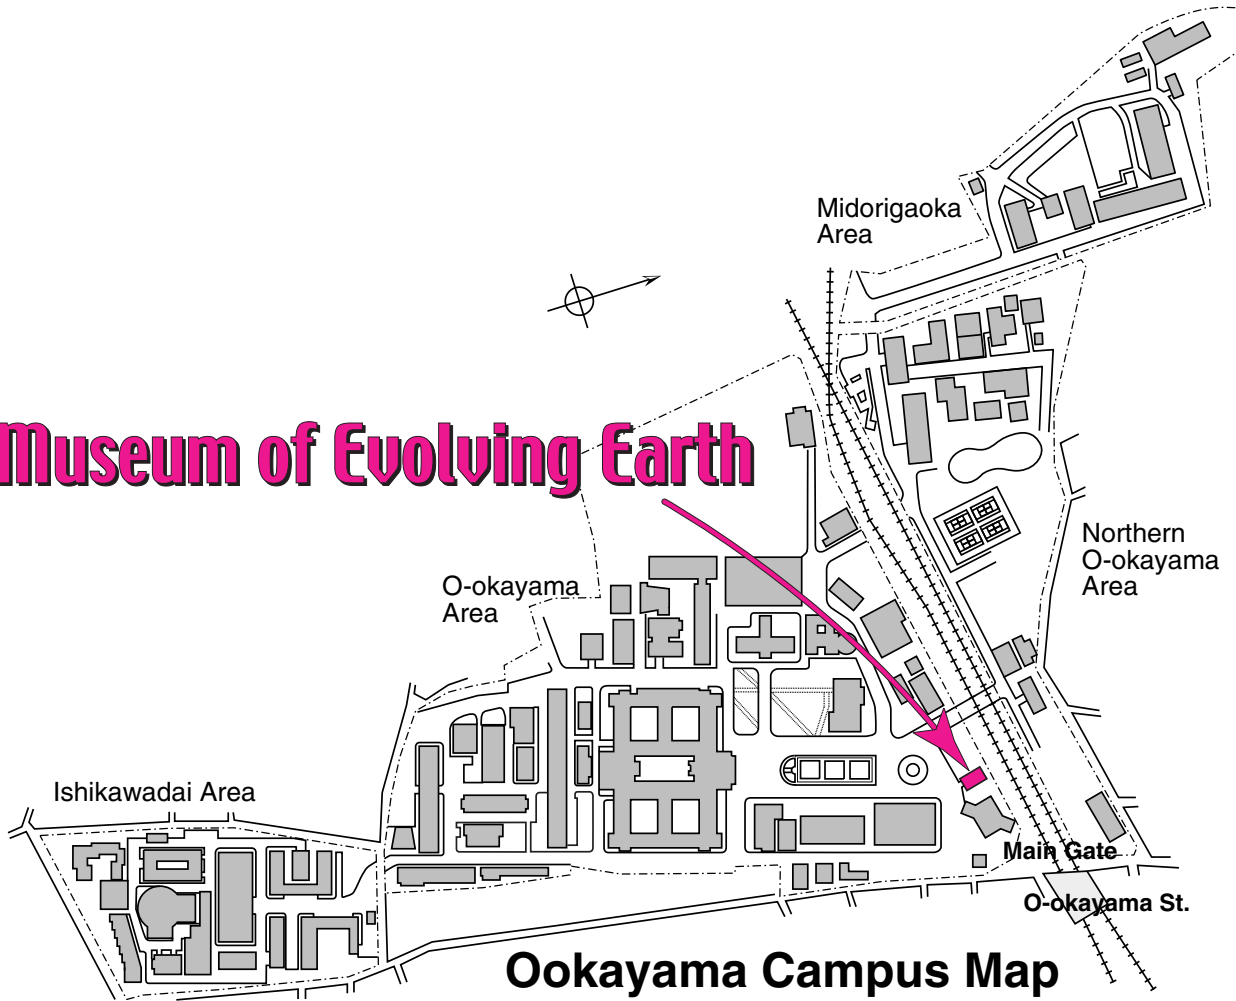 Midorigaoka
Area
Museum of Evolving Earth
Northern
O-okayama
Area
O-okayama
Area
Ishikawadai Area
Main Gate
O-okayama St.
Ookayama Campus Map